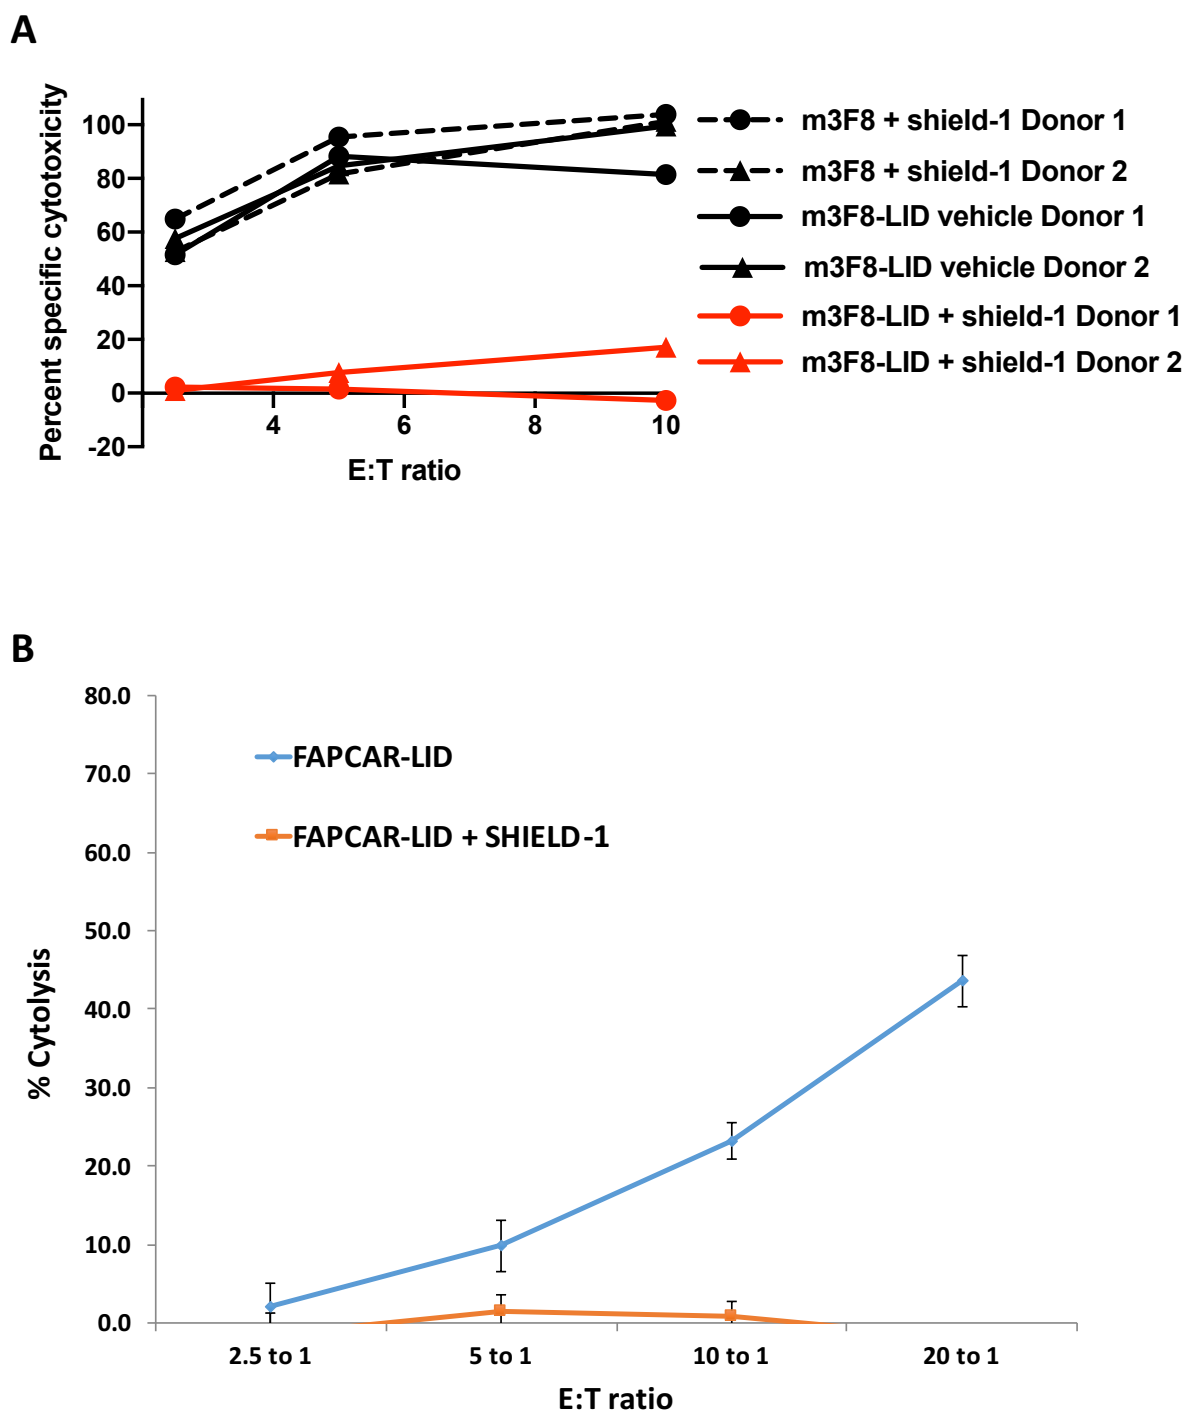 A
Percent specific cytotoxicity
100
80
60
40
20
0
-20
4
6
8
10
E:T ratio
m3F8 + shield-1 Donor 1
m3F8 + shield-1 Donor 2
m3F8-LID vehicle Donor 1
m3F8-LID vehicle Donor 2
m3F8-LID + shield-1 Donor 1
m3F8-LID + shield-1 Donor 2
B
% Cytolysis
80.0
70.0
60.0
50.0
40.0
30.0
20.0
10.0
0.0
FAPCAR-LID
FAPCAR-LID + SHIELD-1
2.5 to 1
5 to 1
10 to 1
20 to 1
E:T ratio